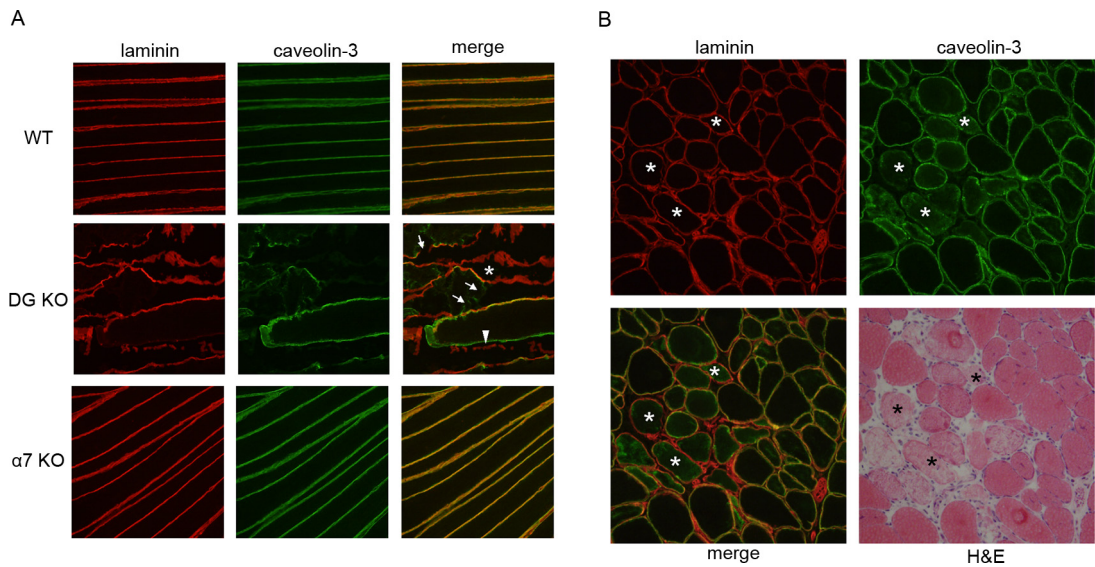 A
laminin caveolin-3 merge
WT
DG KO
α7 KO
B
laminin caveolin-3
merge H&E